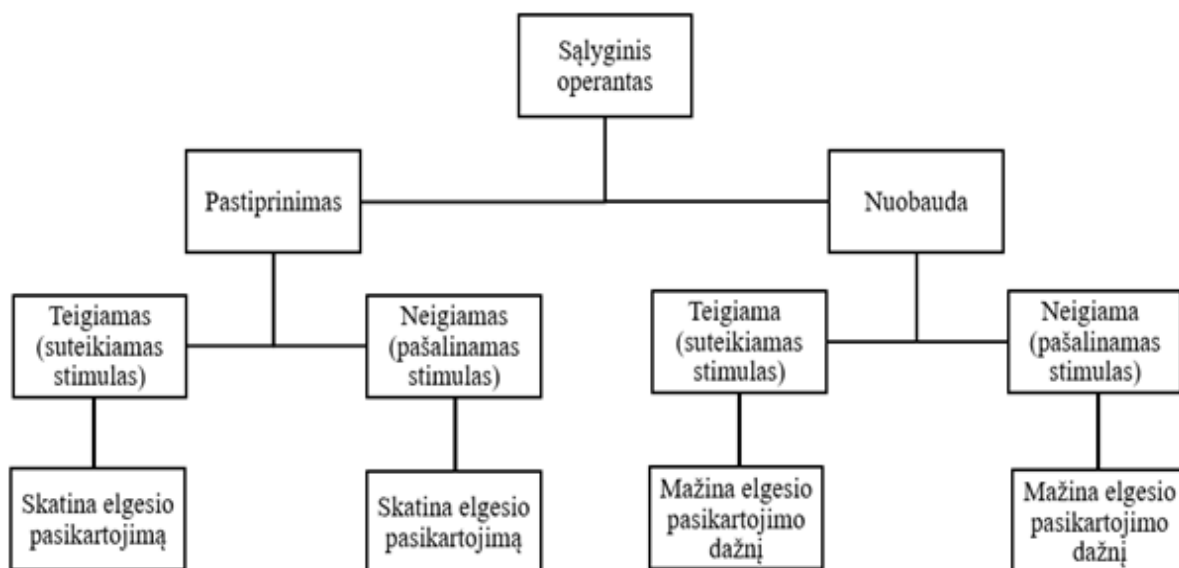 Sąlyginis
operantas
Pastiprinimas
Nuobauda
Teigiamas
(suteikiamas
stimulas)
Neigiamas
(pašalinamas
stimulas)
Teigiama
(suteikiamas
stimulas)
Neigiama
(pašalinamas
stimulas)
Skatina elgesio
pasikartojimą
Skatina elgesio
pasikartojimą
Mažina elgesio
pasikartojimo
dažnį
Mažina elgesio
pasikartojimo
dažnį